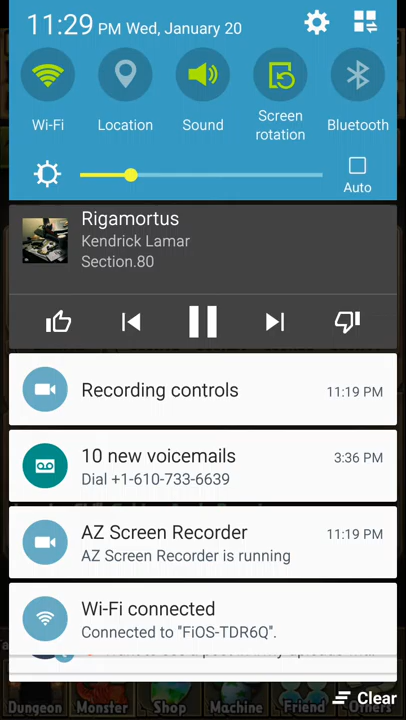 11:29 PM Wed, January 20
Wi-Fi
Location
Sound
Screen
rotation
Bluetooth
Auto
Rigamortus
Kendrick Lamar
Section.80
Recording controls
11:19 PM
10 new voicemails
3:36 PM
Dial +1-610-733-6639
AZ Screen Recorder
11:19 PM
AZ Screen Recorder is running
Wi-Fi connected
Connected to "FiOS-TDR6Q".
Clear
Dungeon
Monster
Shop
Machine
Friend
Others